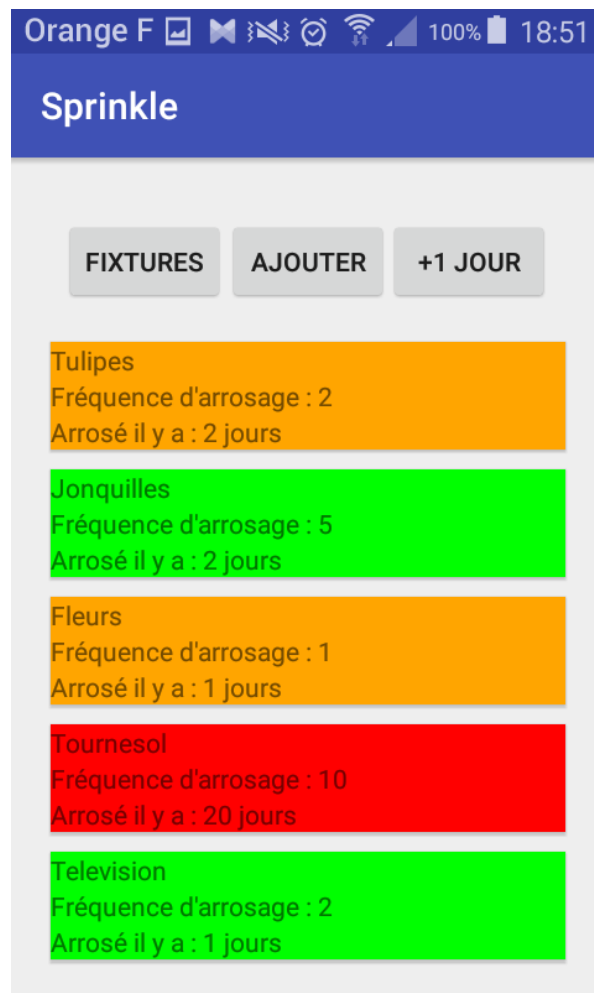 Orange F 100% 18:51
Sprinkle
FIXTURES AJOUTER +1 JOUR
Tulipes
Fréquence d'arrosage : 2
Arrosé il y a : 2 jours
Jonquilles
Fréquence d'arrosage : 5
Arrosé il y a : 2 jours
Fleurs
Fréquence d'arrosage : 1
Arrosé il y a : 1 jours
Tournesol
Fréquence d'arrosage : 10
Arrosé il y a : 20 jours
Television
Fréquence d'arrosage : 2
Arrosé il y a : 1 jours